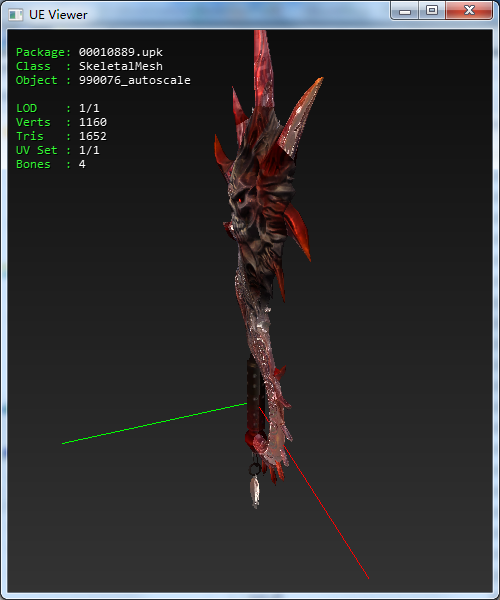 UE Viewer
Package: 00010889.upk
Class : SkeletalMesh
Object : 990076_autoscale
LOD : 1/1
Verts : 1160
Tris : 1652
UV Set : 1/1
Bones : 4